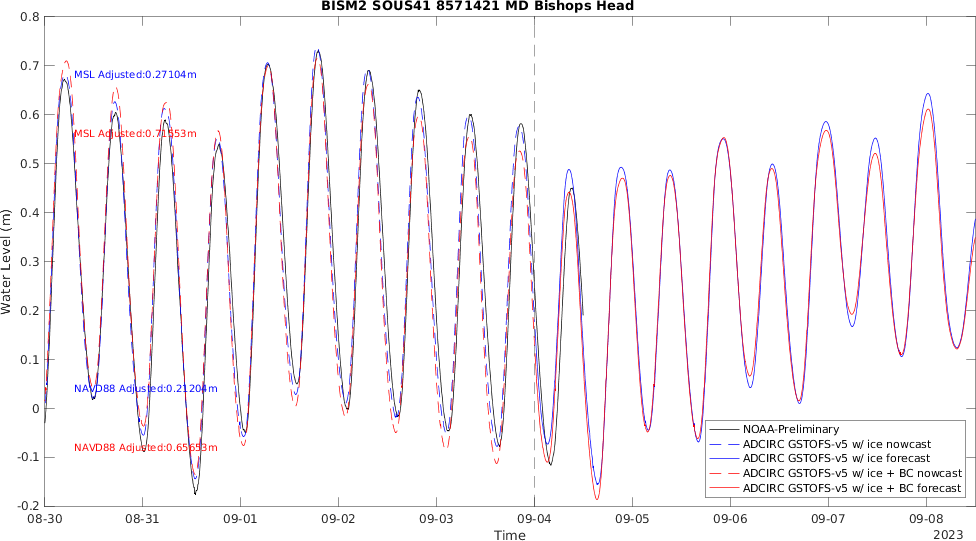 BISM2 SOUS41 8571421 MD Bishops Head
0.8
0.7
0.6
0.5
0.4
0.3
0.2
0.1
0
-0.1
-0.2
Water Level (m)
MSL Adjusted:0.27104m
MSL Adjusted:0.71553m
NAVD88 Adjusted:0.21204m
NAVD88 Adjusted:0.65653m
NOAA-Preliminary
ADCIRC GSTOFS-v5 w/ ice nowcast
ADCIRC GSTOFS-v5 w/ ice forecast
ADCIRC GSTOFS-v5 w/ ice + BC nowcast
ADCIRC GSTOFS-v5 w/ ice + BC forecast
08-30 08-31 09-01 09-02 09-03 09-04 09-05 09-06 09-07 09-08
Time
2023